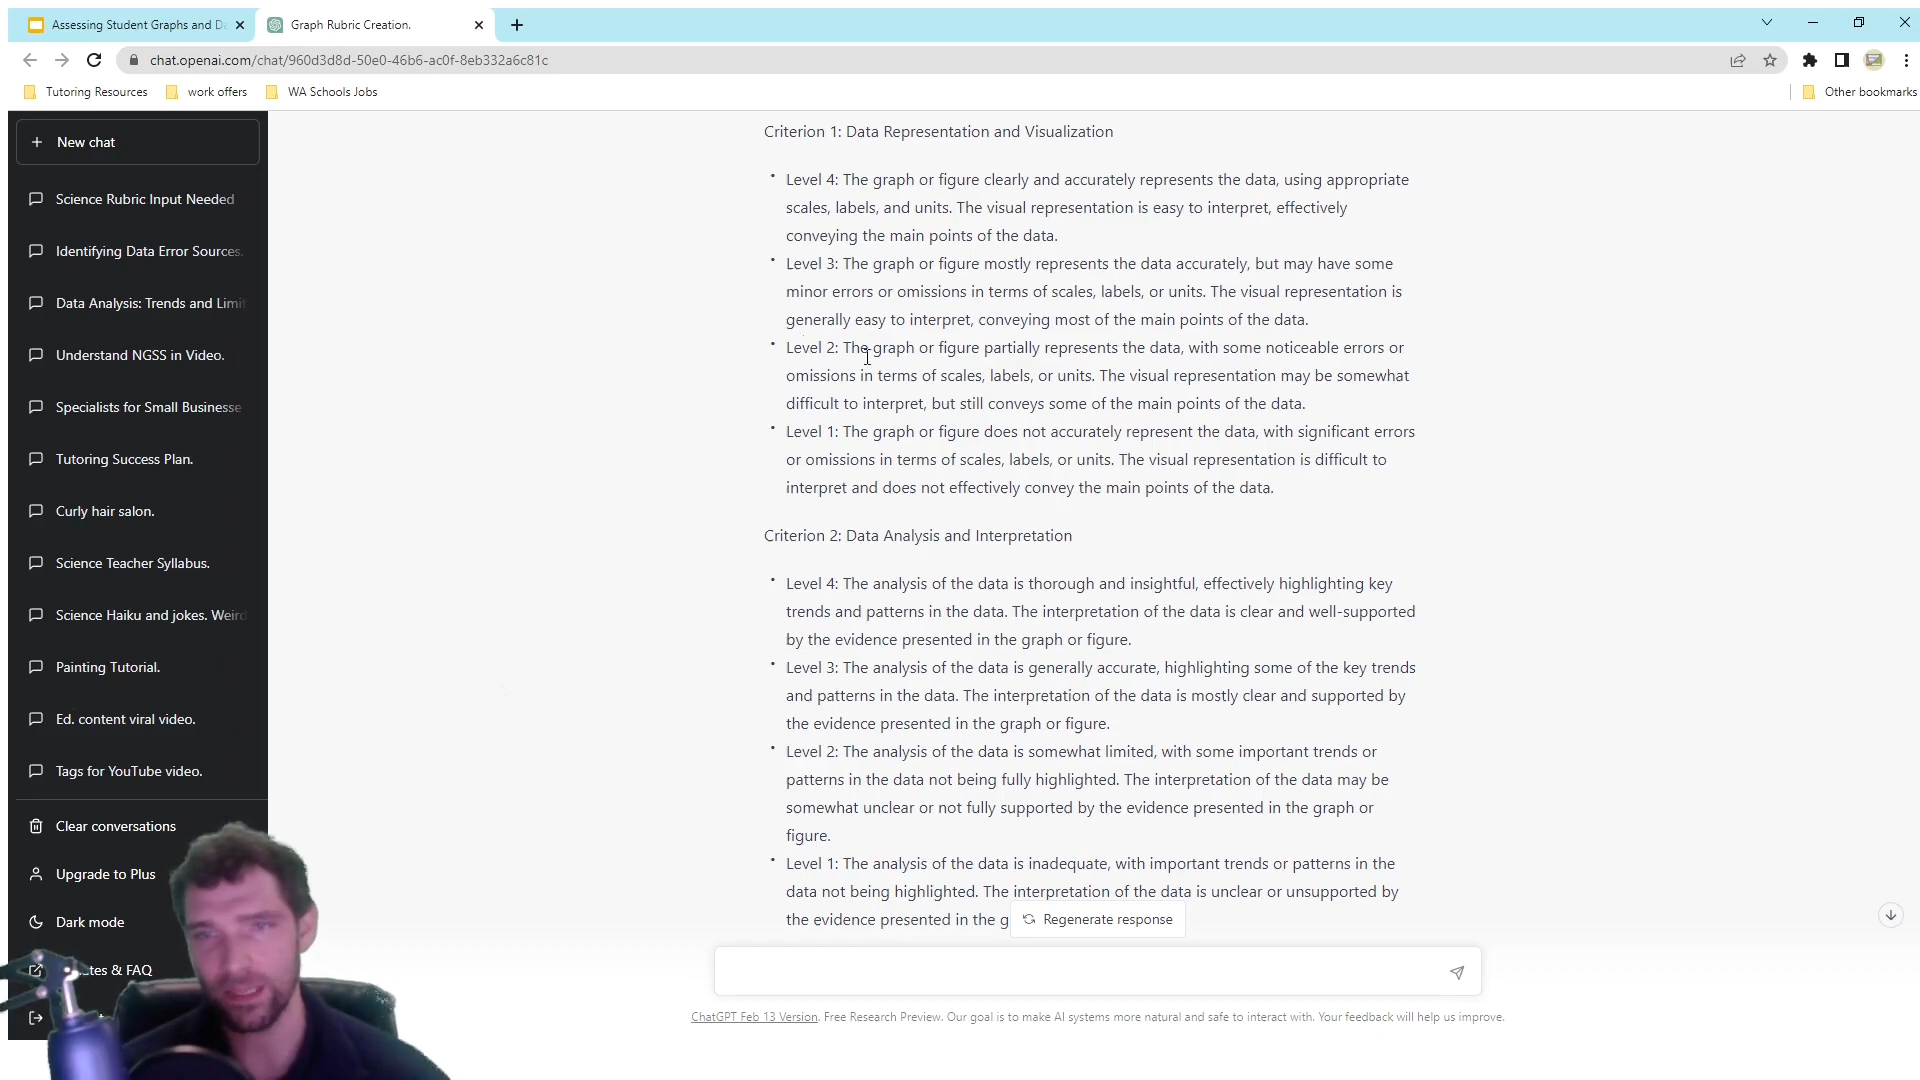 Assessing Student Graphs and Da
Graph Rubric Creation.
chat.openai.com/chat/960d3d8d-50e0-46b6-ac0f-8eb332a6c81c
Tutoring Resources
work offers
WA Schools Jobs
Other bookmarks
New chat
Science Rubric Input Needed
Identifying Data Error Sources.
Data Analysis: Trends and Limit
Understand NGSS in Video.
Specialists for Small Businesse
Tutoring Success Plan.
Curly hair salon.
Science Teacher Syllabus.
Science Haiku and jokes. Weird
Painting Tutorial.
Ed. content viral video.
Tags for YouTube video.
Clear conversations
Upgrade to Plus
Dark mode
tes & FAQ
Criterion 1: Data Representation and Visualization
• Level 4: The graph or figure clearly and accurately represents the data, using appropriate
scales, labels, and units. The visual representation is easy to interpret, effectively
conveying the main points of the data.
• Level 3: The graph or figure mostly represents the data accurately, but may have some
minor errors or omissions in terms of scales, labels, or units. The visual representation is
generally easy to interpret, conveying most of the main points of the data.
• Level 2: The graph or figure partially represents the data, with some noticeable errors or
omissions in terms of scales, labels, or units. The visual representation may be somewhat
difficult to interpret, but still conveys some of the main points of the data.
• Level 1: The graph or figure does not accurately represent the data, with significant errors
or omissions in terms of scales, labels, or units. The visual representation is difficult to
interpret and does not effectively convey the main points of the data.
Criterion 2: Data Analysis and Interpretation
• Level 4: The analysis of the data is thorough and insightful, effectively highlighting key
trends and patterns in the data. The interpretation of the data is clear and well-supported
by the evidence presented in the graph or figure.
• Level 3: The analysis of the data is generally accurate, highlighting some of the key trends
and patterns in the data. The interpretation of the data is mostly clear and supported by
the evidence presented in the graph or figure.
• Level 2: The analysis of the data is somewhat limited, with some important trends or
patterns in the data not being fully highlighted. The interpretation of the data may be
somewhat unclear or not fully supported by the evidence presented in the graph or
figure.
• Level 1: The analysis of the data is inadequate, with important trends or patterns in the
data not being highlighted. The interpretation of the data is unclear or unsupported by
the evidence presented in the g
Regenerate response
ChatGPT Feb 13 Version. Free Research Preview. Our goal is to make AI systems more natural and safe to interact with. Your feedback will help us improve.